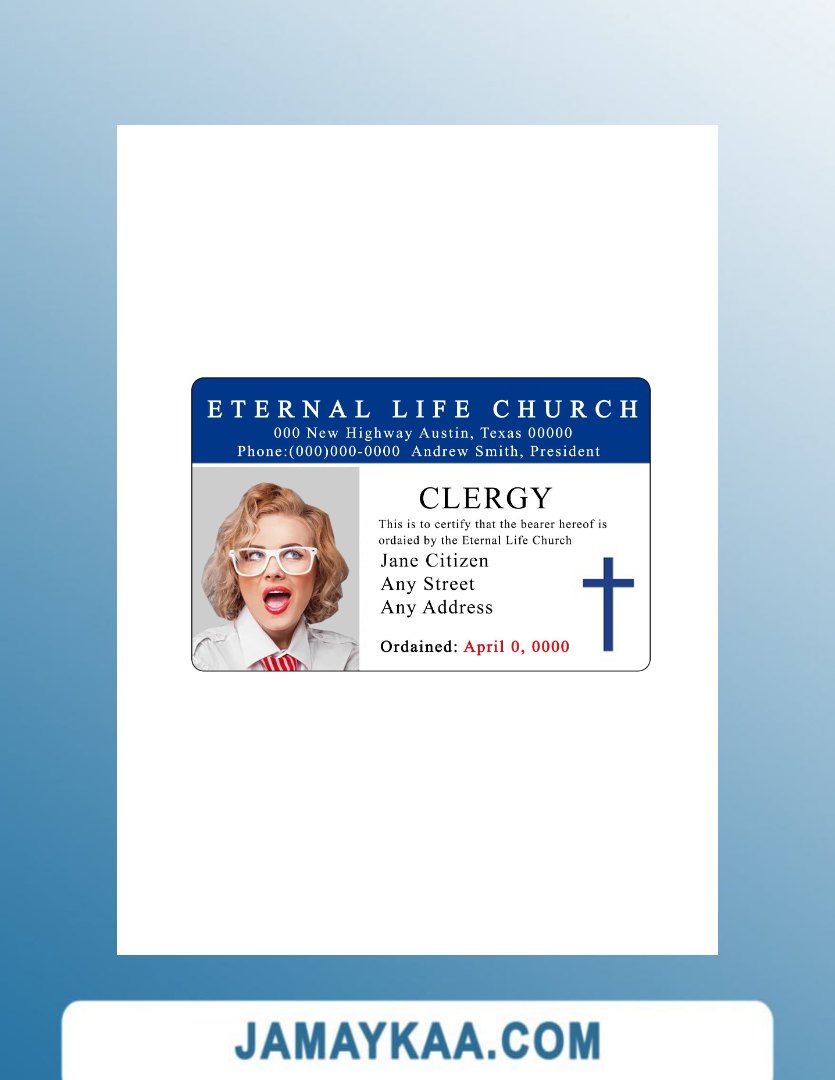 ETERNAL LIFE CHURCH
000 New Highway Austin, Texas 00000
Phone:(000)000-0000 Andrew Smith, President
CLERGY
This is to certify that the bearer hereof is
ordaied by the Eternal Life Church
Jane Citizen
Any Street
Any Address
Ordained: April 0, 0000
JAMAYKAA.COM